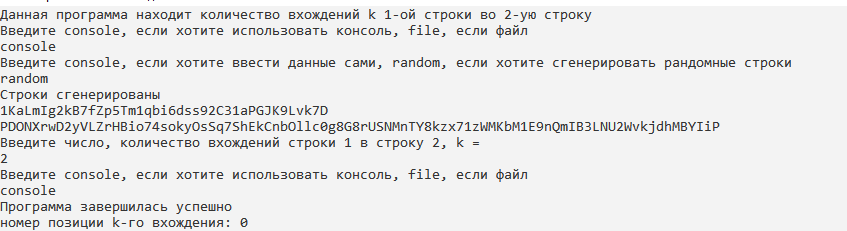 Данная программа находит количество вхождений k 1-ой строки во 2-ую строку
Введите console, если хотите использовать консоль, file, если файл
console
Введите console, если хотите ввести данные сами, random, если хотите сгенерировать рандомные строки
random
Строки сгенерированы
1KaLmIg2kB7fZp5Tm1qbi6dss92C31aPGJK9Lvk7D
PDONXrwD2yVLZrHBio74sokyOsSq7ShEkCnbOllc0g8G8rUSNMnTY8kzx71zWMKbM1E9nQmIB3LNU2WvkjdhMBYIiP
Введите число, количество вхождений строки 1 в строку 2, k =
2
Введите console, если хотите использовать консоль, file, если файл
console
Программа завершилась успешно
номер позиции k-го вхождения: 0